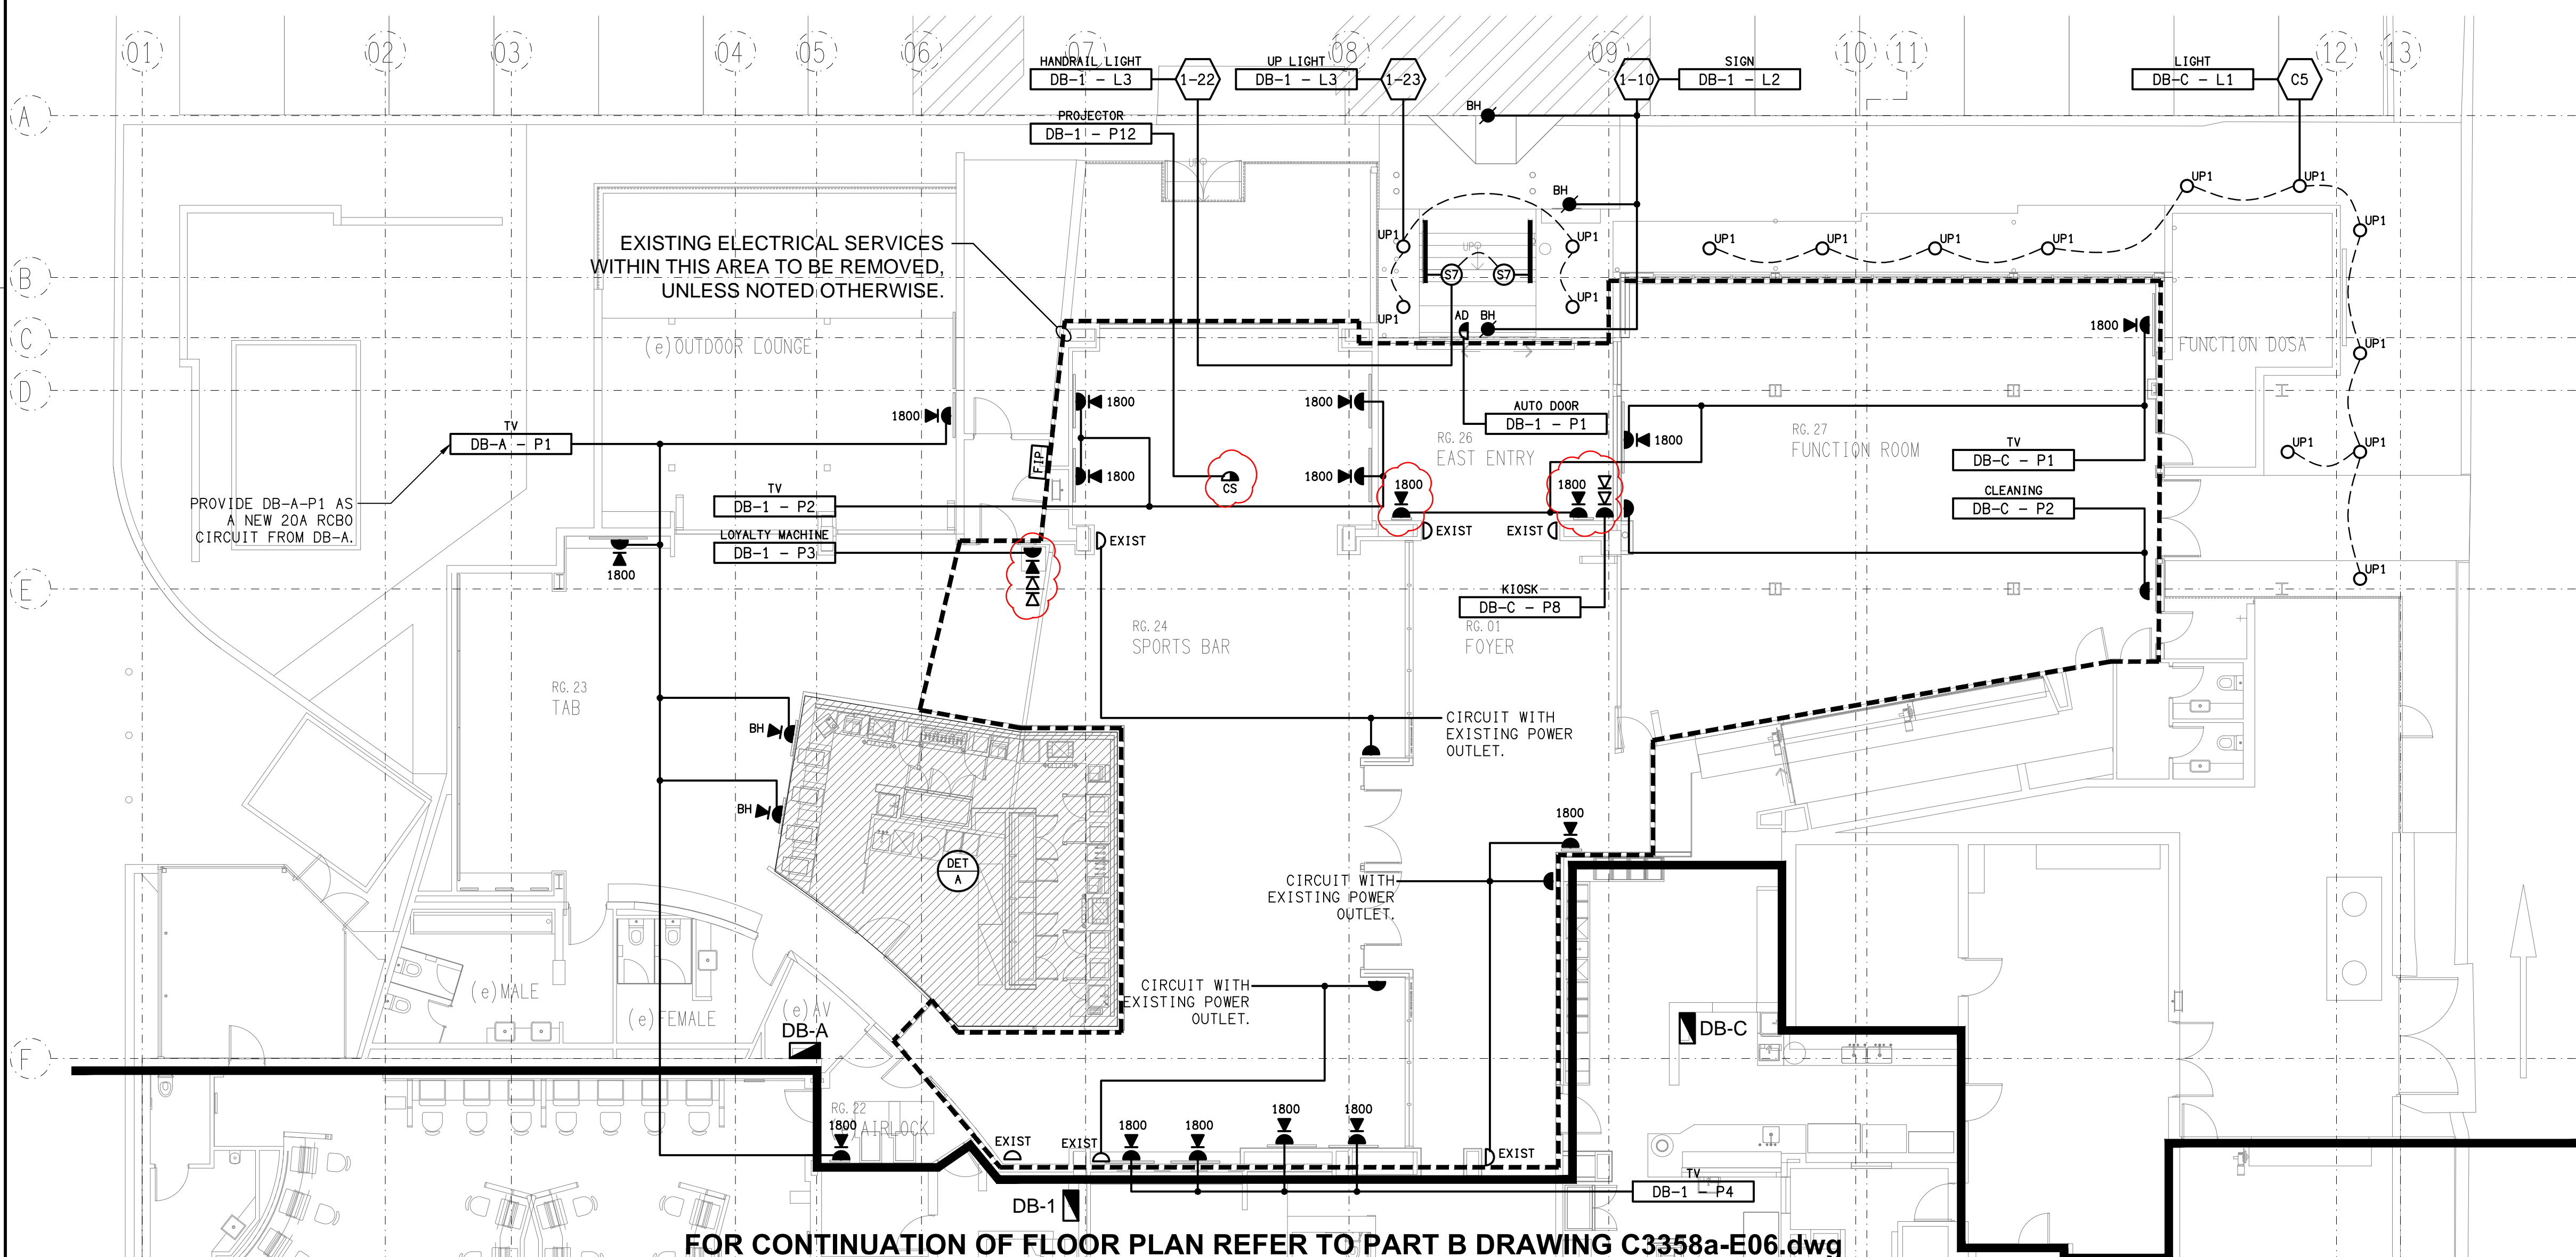 01 02 03 04 05 06 07 08 09 10 11 12 13
HANDRAIL LIGHT
DB-1 - L3
1-22
UP LIGHT
DB-1 - L3
1-23
1-10
SIGN
DB-1 - L2
LIGHT
DB-C - L1
C5
A
BH
PROJECTOR
DB-1 - P12
UP
BH
UP1
UP1
UP1
UP1
EXISTING ELECTRICAL SERVICES
WITHIN THIS AREA TO BE REMOVED,
UNLESS NOTED OTHERWISE.
UP1
UP
UP1
UP1
UP1
UP1
UP1
B
S7
S7
UP1
UP1
C
(e)OUTDOOR LOUNGE
AD
BH
1800
FUNCTION DOSA
UP1
D
1800
1800
1800
AUTO DOOR
DB-1 - P1
TV
DB-A - P1
FIP
RG.26
EAST ENTRY
1800
RG.27
FUNCTION ROOM
TV
DB-C - P1
UP1
UP1
1800
1800
CS
1800
1800
PROVIDE DB-A-P1 AS
A NEW 20A RCBO
CIRCUIT FROM DB-A.
TV
DB-1 - P2
CLEANING
DB-C - P2
LOYALTY MACHINE
DB-1 - P3
EXIST
EXIST
EXIST
1800
UP1
E
KIOSK
DB-C - P8
RG.24
SPORTS BAR
RG.01
FOYER
RG.23
TAB
BH
CIRCUIT WITH
EXISTING POWER
OUTLET.
BH
1800
DET
A
CIRCUIT WITH
EXISTING POWER
OUTLET.
(e)MALE
(e)FEMALE
(e)AV
DB-A
CIRCUIT WITH
EXISTING POWER
OUTLET.
DB-C
F
RG.22
AIRLOCK
1800
EXIST
EXIST
1800
1800
1800
1800
EXIST
TV
DB-1 - P4
DB-1
FOR CONTINUATION OF FLOOR PLAN REFER TO PART B DRAWING C3358a-E06.dwg